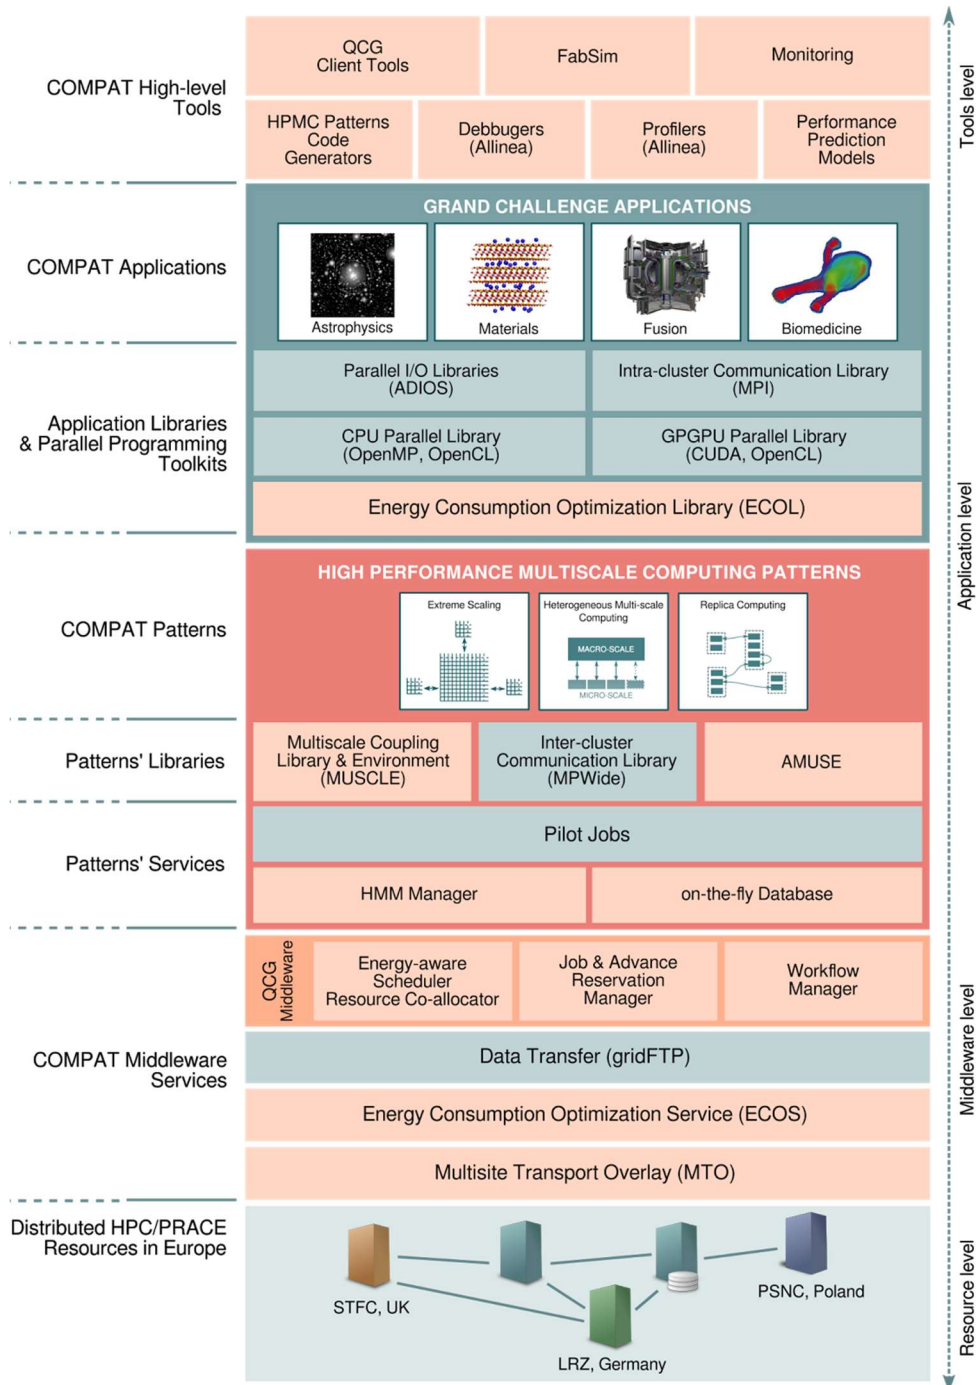 COMPAT High-level
Tools
QCG
Client Tools
FabSim
Monitoring
HPMC Patterns
Code
Generators
Debbugers
(Allinea)
Profilers
(Allinea)
Performance
Prediction
Models
Tools level
COMPAT Applications
GRAND CHALLENGE APPLICATIONS
Astrophysics
Materials
Fusion
Biomedicine
Application Libraries
& Parallel Programming
Toolkits
Parallel I/O Libraries
(ADIOS)
Intra-cluster Communication Library
(MPI)
CPU Parallel Library
(OpenMP, OpenCL)
GPGPU Parallel Library
(CUDA, OpenCL)
Energy Consumption Optimization Library (ECOL)
Application level
COMPAT Patterns
HIGH PERFORMANCE MULTISCALE COMPUTING PATTERNS
Extreme Scaling
Heterogeneous Multi-scale
Computing
MACRO-SCALE
MICRO-SCALE
Replica Computing
Patterns' Libraries
Multiscale Coupling
Library & Environment
(MUSCLE)
Inter-cluster
Communication Library
(MPWide)
AMUSE
Patterns' Services
Pilot Jobs
HMM Manager
on-the-fly Database
COMPAT Middleware
Services
QCG
Middleware
Energy-aware
Scheduler
Resource Co-allocator
Job & Advance
Reservation
Manager
Workflow
Manager
Data Transfer (gridFTP)
Energy Consumption Optimization Service (ECOS)
Multisite Transport Overlay (MTO)
Middleware level
Distributed HPC/PRACE
Resources in Europe
STFC, UK
PSNC, Poland
LRZ, Germany
Resource level